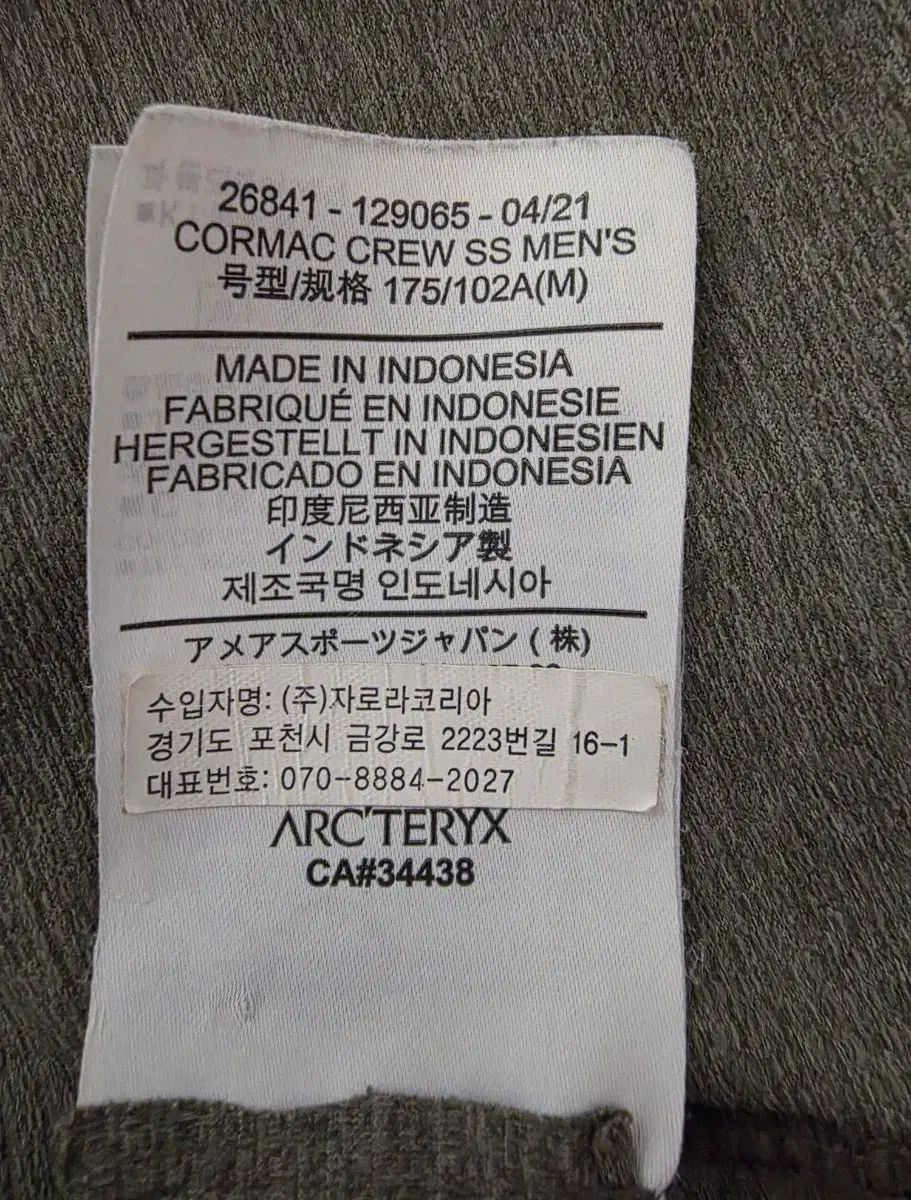 26841 - 129065 - 04/21
CORMAC CREW SS MEN'S
号型/规格 175/102A(M)
MADE IN INDONESIA
FABRIQUÉ EN INDONESIE
HERGESTELLT IN INDONESIEN
FABRICADO EN INDONESIA
印度尼西亚制造
インドネシア製
제조국명 인도네시아
アメアスポーツジャパン ( 株)
수입자명: (주)자로라코리아
경기도 포천시 금강로 2223번길 16-1
대표번호: 070-8884-2027
ARC'TERYX
CA#34438